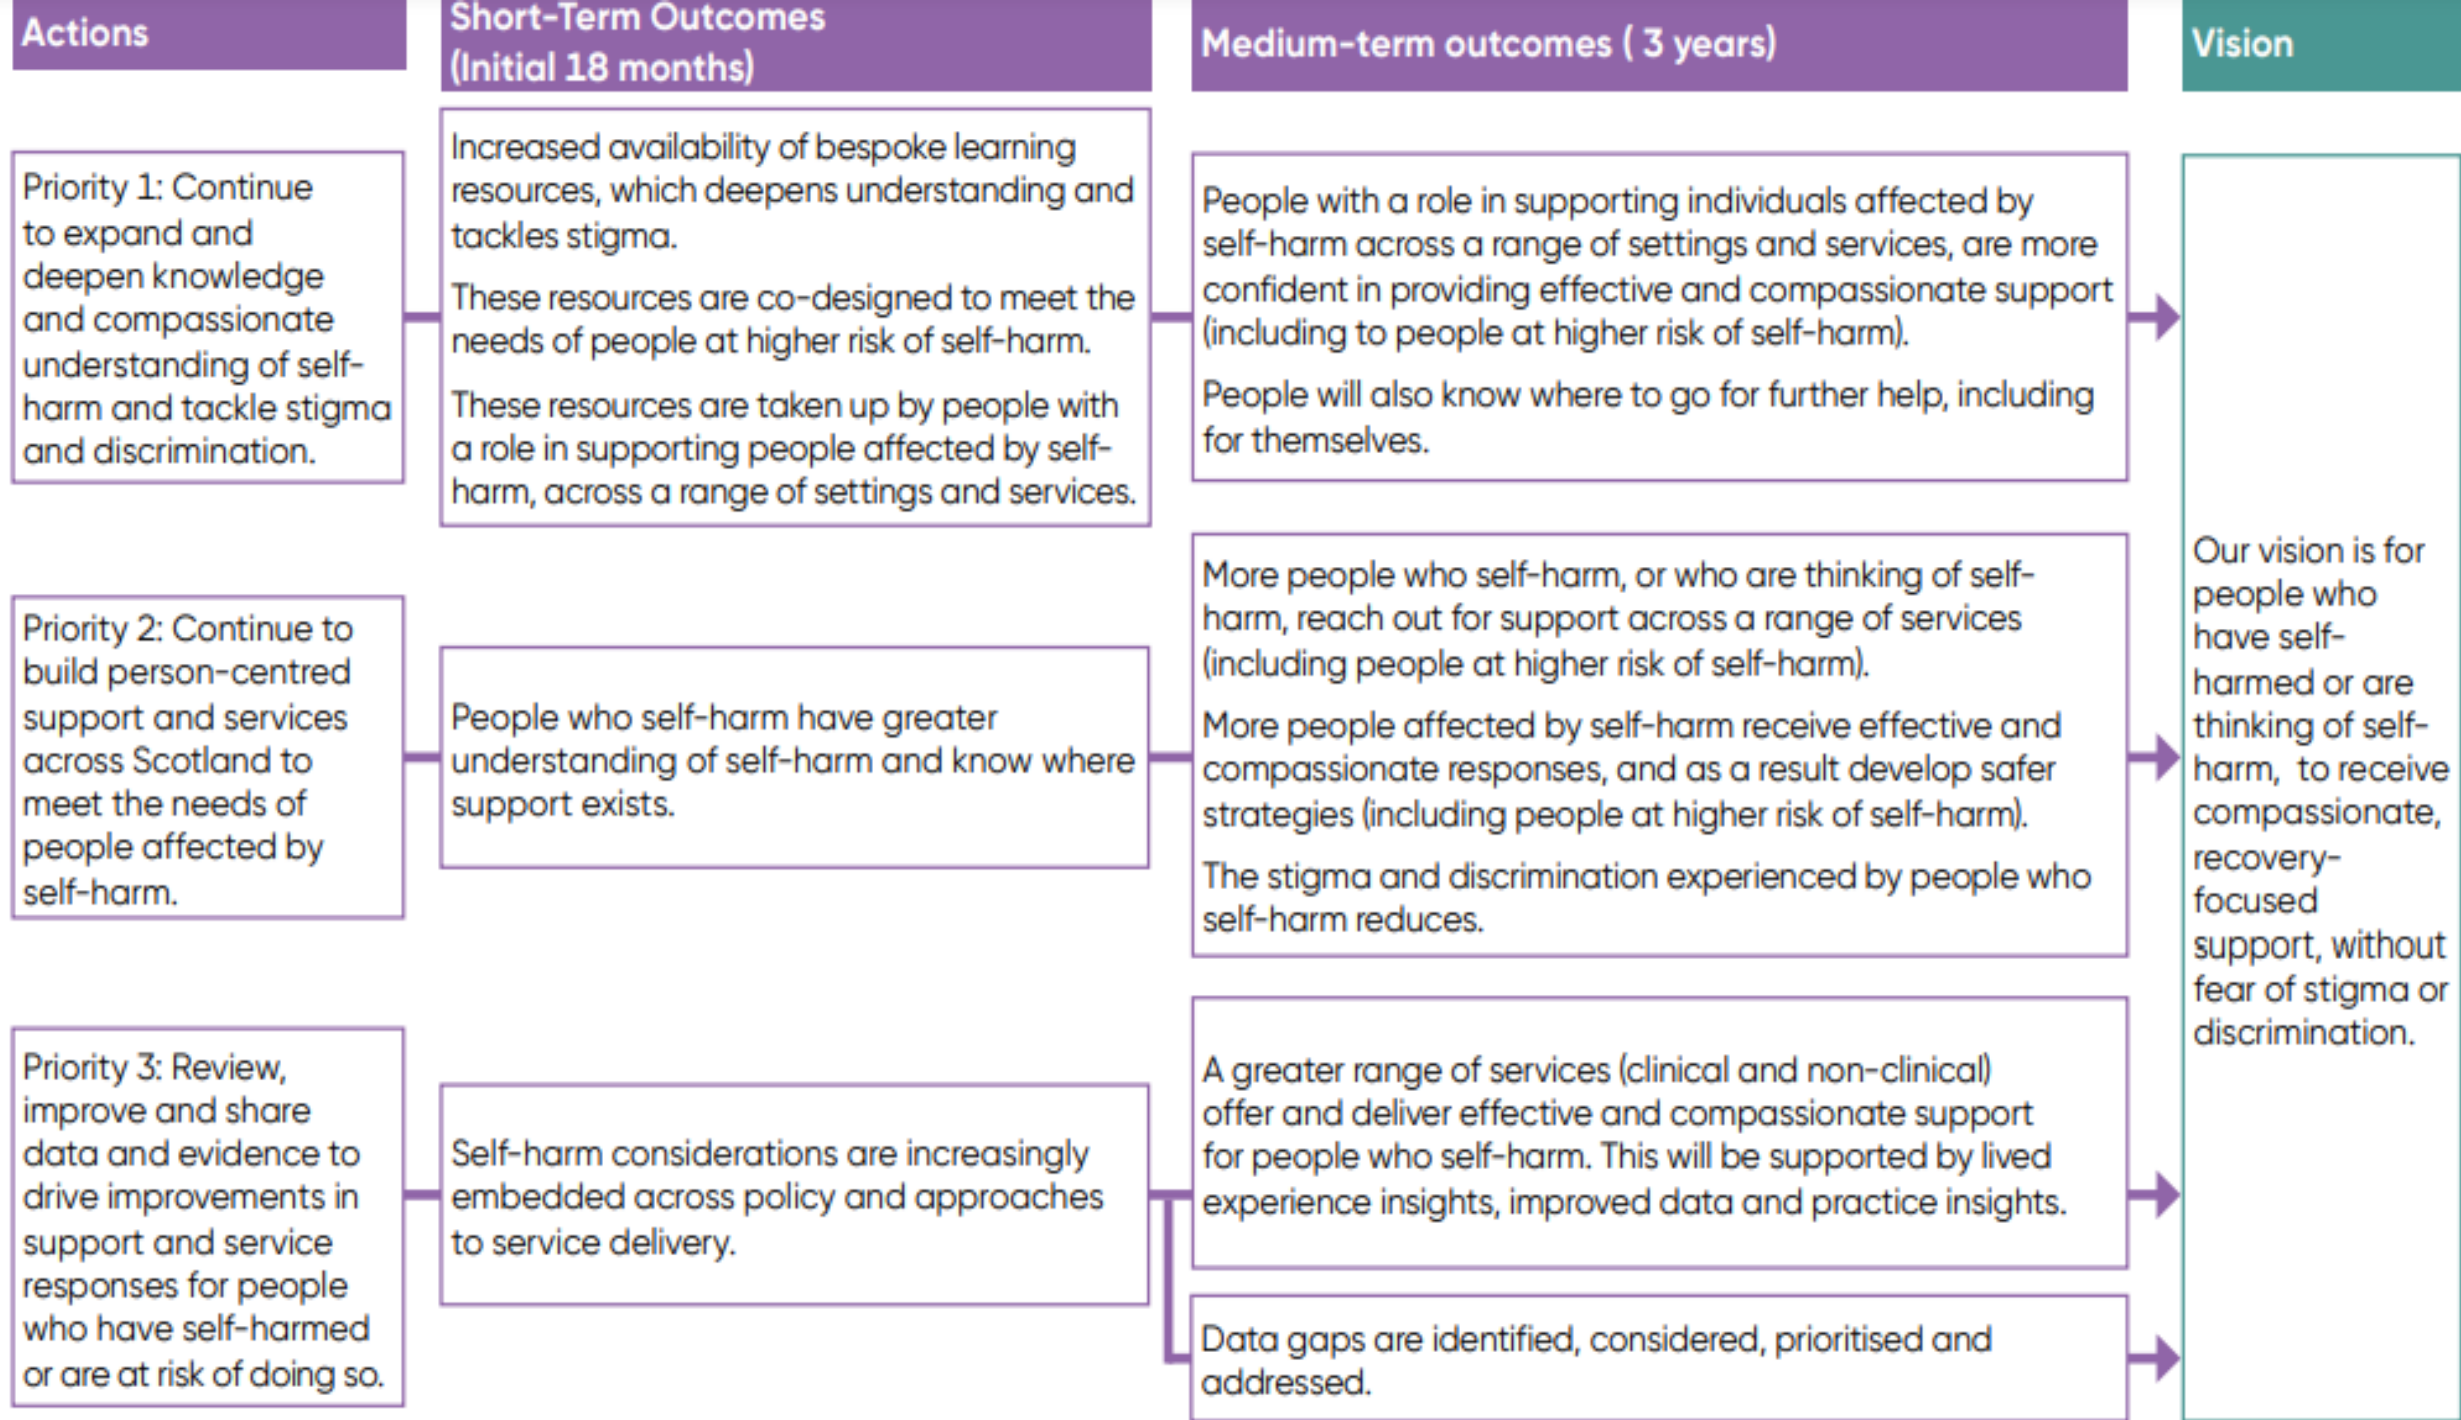 Actions
Short-Term Outcomes
(Initial 18 months)
Medium-term outcomes ( 3 years)
Vision
Priority 1: Continue
to expand and
deepen knowledge
and compassionate
understanding of self-
harm and tackle stigma
and discrimination.
Increased availability of bespoke learning
resources, which deepens understanding and
tackles stigma.
These resources are co-designed to meet the
needs of people at higher risk of self-harm.
These resources are taken up by people with
a role in supporting people affected by self-
harm, across a range of settings and services.
People with a role in supporting individuals affected by
self-harm across a range of settings and services, are more
confident in providing effective and compassionate support
(including to people at higher risk of self-harm).
People will also know where to go for further help, including
for themselves.
Priority 2: Continue to
build person-centred
support and services
across Scotland to
meet the needs of
people affected by
self-harm.
People who self-harm have greater
understanding of self-harm and know where
support exists.
More people who self-harm, or who are thinking of self-
harm, reach out for support across a range of services
(including people at higher risk of self-harm).
More people affected by self-harm receive effective and
compassionate responses, and as a result develop safer
strategies (including people at higher risk of self-harm).
The stigma and discrimination experienced by people who
self-harm reduces.
Priority 3: Review,
improve and share
data and evidence to
drive improvements in
support and service
responses for people
who have self-harmed
or are at risk of doing so.
Self-harm considerations are increasingly
embedded across policy and approaches
to service delivery.
A greater range of services (clinical and non-clinical)
offer and deliver effective and compassionate support
for people who self-harm. This will be supported by lived
experience insights, improved data and practice insights.
Data gaps are identified, considered, prioritised and
addressed.
Our vision is for
people who
have self-
harmed or are
thinking of self-
harm, to receive
compassionate,
recovery-
focused
support, without
fear of stigma or
discrimination.